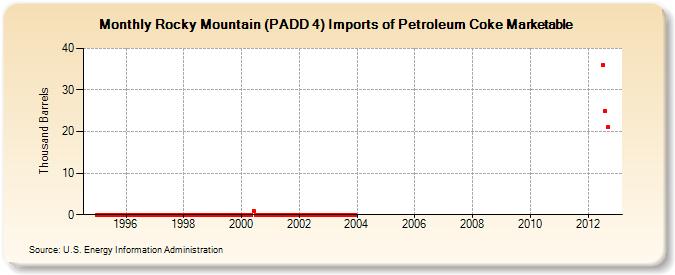 Monthly Rocky Mountain (PADD 4) Imports of Petroleum Coke Marketable
Thousand Barrels
40
30
20
10
0
1996 1998 2000 2002 2004 2006 2008 2010 2012
Source: U.S. Energy Information Administration